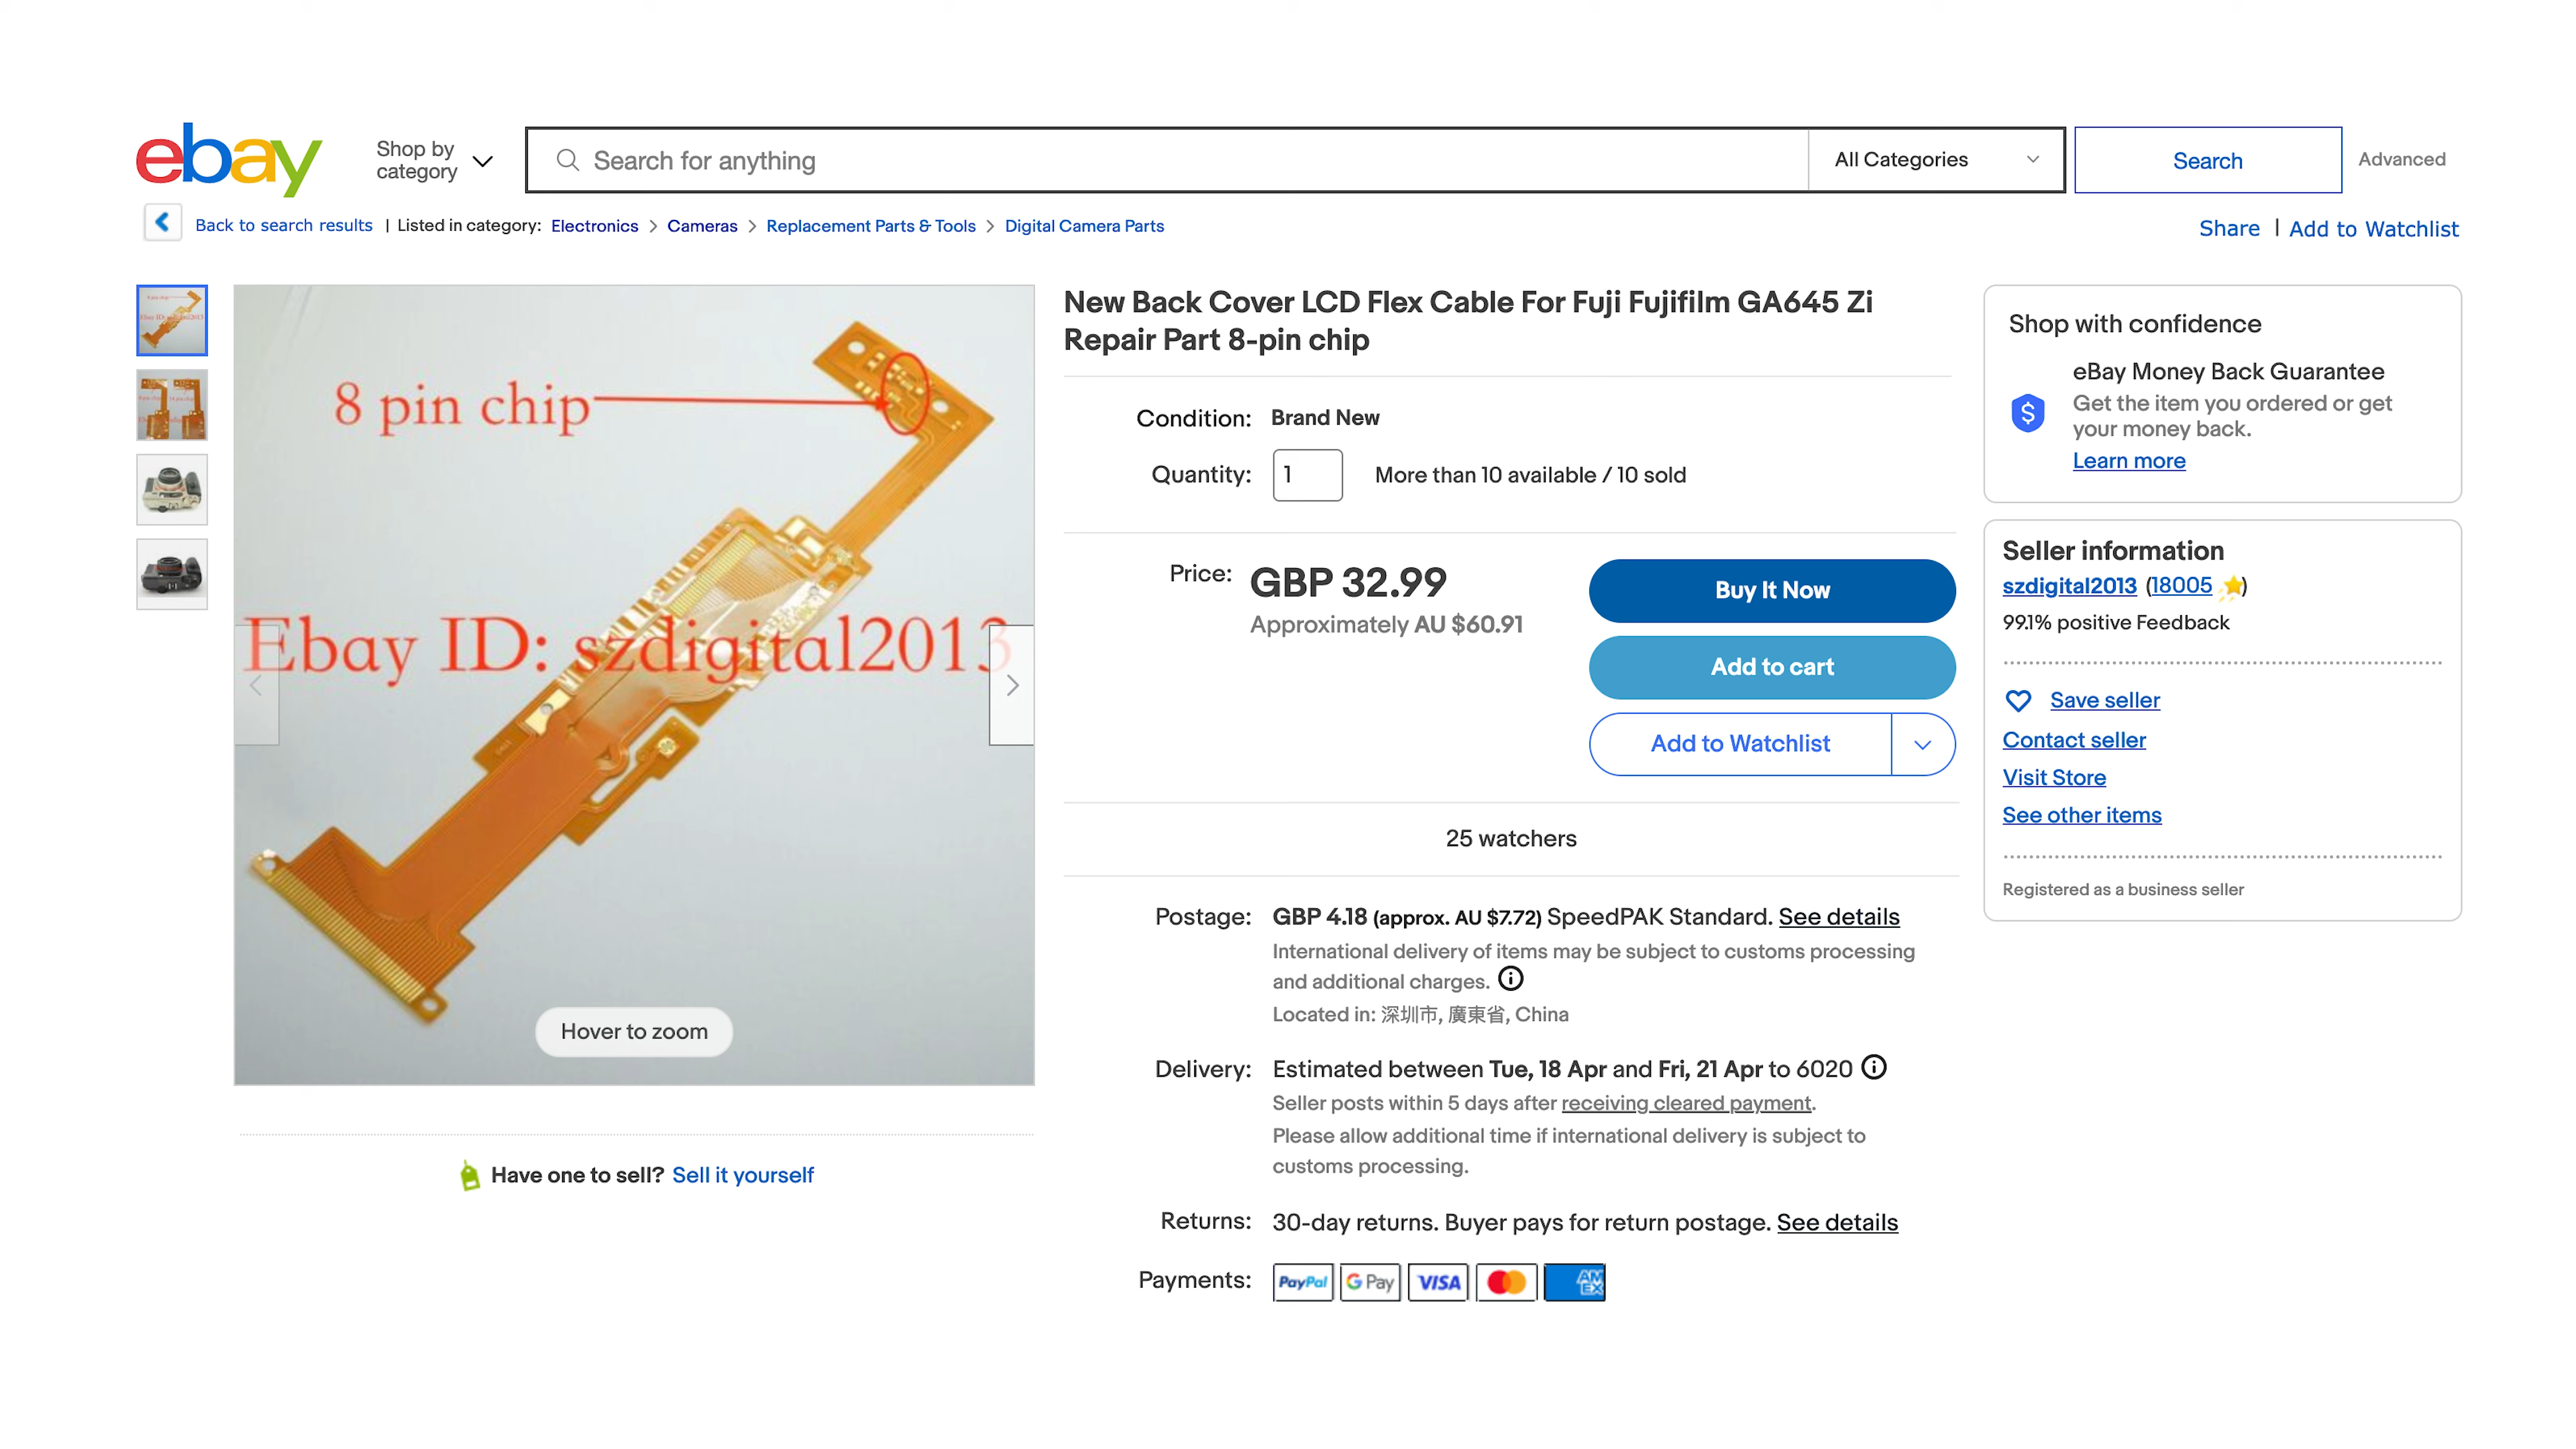 ebay
Shop by
category
Search for anything
All Categories
Search
Advanced
Back to search results | Listed in category: Electronics > Cameras > Replacement Parts & Tools > Digital Camera Parts
Share | Add to Watchlist
8 pin chip
Ebay ID: szdigital2013
Hover to zoom
Have one to sell? Sell it yourself
New Back Cover LCD Flex Cable For Fuji Fujifilm GA645 Zi
Repair Part 8-pin chip
Condition: Brand New
Quantity: 1 More than 10 available / 10 sold
Price: GBP 32.99
Approximately AU $60.91
Buy It Now
Add to cart
Add to Watchlist
25 watchers
Postage: GBP 4.18 (approx. AU $7.72) SpeedPAK Standard. See details
International delivery of items may be subject to customs processing
and additional charges.
Located in: 深圳市, 廣東省, China
Delivery: Estimated between Tue, 18 Apr and Fri, 21 Apr to 6020
Seller posts within 5 days after receiving cleared payment.
Please allow additional time if international delivery is subject to
customs processing.
Returns: 30-day returns. Buyer pays for return postage. See details
Payments: PayPal G Pay VISA AM EX
Shop with confidence
eBay Money Back Guarantee
Get the item you ordered or get
your money back.
Learn more
Seller information
szdigital2013 (18005)
99.1% positive Feedback
Save seller
Contact seller
Visit Store
See other items
Registered as a business seller